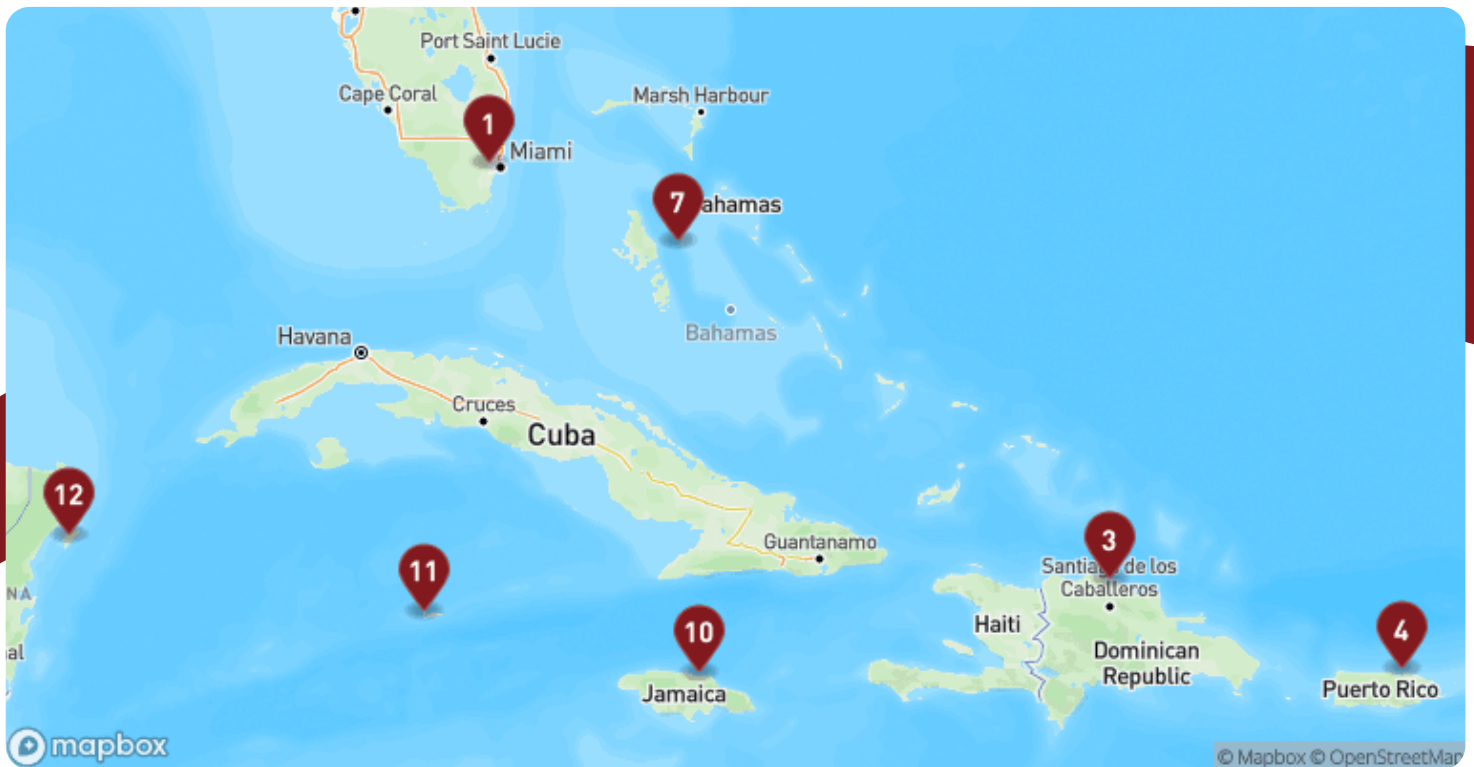 Port Saint Lucie
Cape Coral
Marsh Harbour
1
Miami
7
ahamas
Bahamas
Havana
Cruces
Cuba
12
Guantanamo
3
11
Santia
de los
Caballeros
NA
10
Haiti
4
al
Dominican
Republic
Jamaica
Puerto Rico
mapbox
© Mapbox © OpenStreetMap